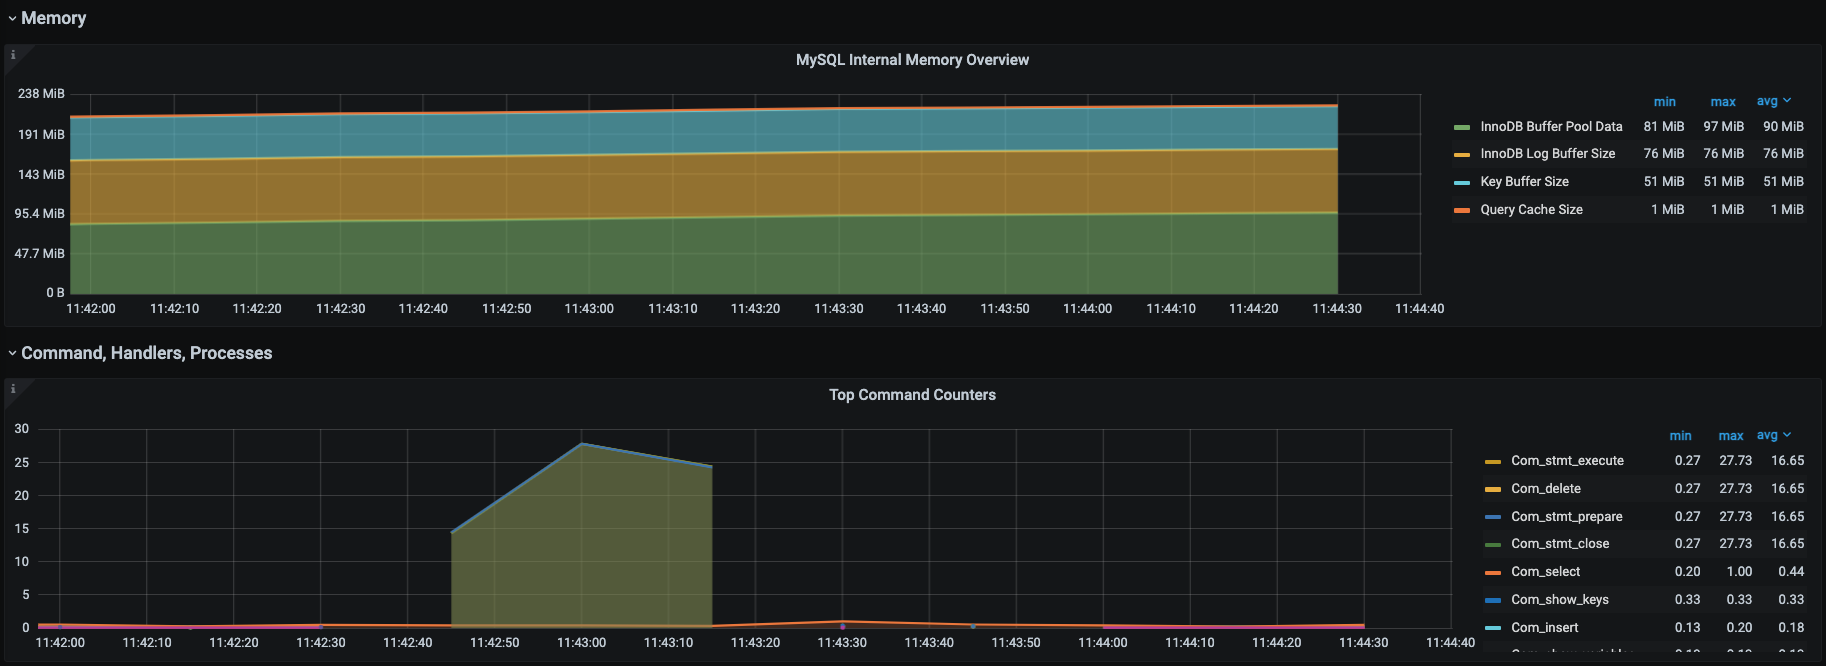 Memory
MySQL Internal Memory Overview
238 MiB
191 MiB
143 MiB
95.4 MiB
47.7 MiB
0 B
11:42:00 11:42:10 11:42:20 11:42:30 11:42:40 11:42:50 11:43:00 11:43:10 11:43:20 11:43:30 11:43:40 11:43:50 11:44:00 11:44:10 11:44:20 11:44:30 11:44:40
min max avg
InnoDB Buffer Pool Data 81 MiB 97 MiB 90 MiB
InnoDB Log Buffer Size 76 MiB 76 MiB 76 MiB
Key Buffer Size 51 MiB 51 MiB 51 MiB
Query Cache Size 1 MiB 1 MiB 1 MiB
Command, Handlers, Processes
Top Command Counters
30
25
20
15
10
5
0
11:42:00 11:42:10 11:42:20 11:42:30 11:42:40 11:42:50 11:43:00 11:43:10 11:43:20 11:43:30 11:43:40 11:43:50 11:44:00 11:44:10 11:44:20 11:44:30 11:44:40
min max avg
Com_stmt_execute 0.27 27.73 16.65
Com_delete 0.27 27.73 16.65
Com_stmt_prepare 0.27 27.73 16.65
Com_stmt_close 0.27 27.73 16.65
Com_select 0.20 1.00 0.44
Com_show_keys 0.33 0.33 0.33
Com_insert 0.13 0.20 0.18